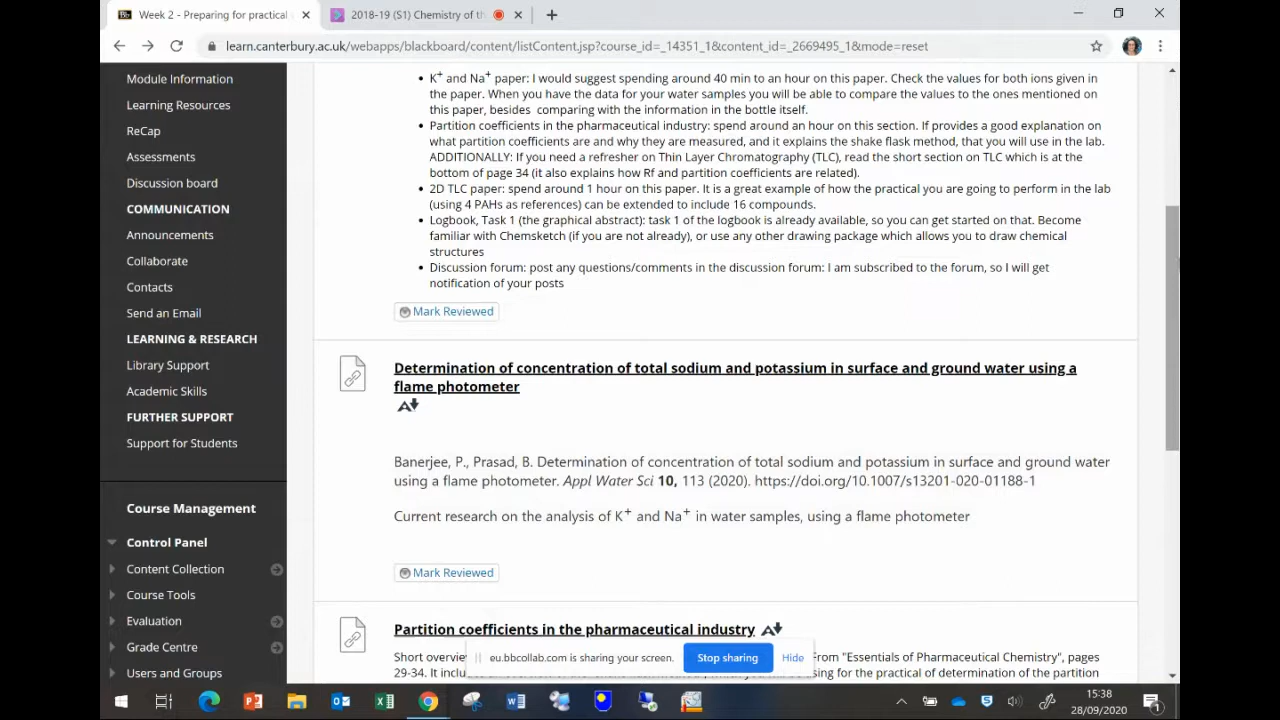 Week 2 - Preparing for practical
2018-19 (S1) Chemistry of th
learn.canterbury.ac.uk/webapps/blackboard/content/listContent.jsp?course_id=_14351_1&content_id=_2669495_1&mode=reset
Module Information
Learning Resources
ReCap
Assessments
Discussion board
COMMUNICATION
Announcements
Collaborate
Contacts
Send an Email
LEARNING & RESEARCH
Library Support
Academic Skills
FURTHER SUPPORT
Support for Students
Course Management
Control Panel
Content Collection
Course Tools
Evaluation
Grade Centre
Users and Groups
• K+ and Na+ paper: I would suggest spending around 40 min to an hour on this paper. Check the values for both ions given in
the paper. When you have the data for your water samples you will be able to compare the values to the ones mentioned on
this paper, besides comparing with the information in the bottle itself.
• Partition coefficients in the pharmaceutical industry: spend around an hour on this section. If provides a good explanation on
what partition coefficients are and why they are measured, and it explains the shake flask method, that you will use in the lab.
ADDITIONALLY: If you need a refresher on Thin Layer Chromatography (TLC), read the short section on TLC which is at the
bottom of page 34 (it also explains how Rf and partition coefficients are related).
• 2D TLC paper: spend around 1 hour on this paper. It is a great example of how the practical you are going to perform in the lab
(using 4 PAHs as references) can be extended to include 16 compounds.
• Logbook, Task 1 (the graphical abstract): task 1 of the logbook is already available, so you can get started on that. Become
familiar with Chemsketch (if you are not already), or use any other drawing package which allows you to draw chemical
structures
• Discussion forum: post any questions/comments in the discussion forum: I am subscribed to the forum, so I will get
notification of your posts
Mark Reviewed
Determination of concentration of total sodium and potassium in surface and ground water using a
flame photometer
Banerjee, P., Prasad, B. Determination of concentration of total sodium and potassium in surface and ground water
using a flame photometer. Appl Water Sci 10, 113 (2020). https://doi.org/10.1007/s13201-020-01188-1
Current research on the analysis of K+ and Na+ in water samples, using a flame photometer
Mark Reviewed
Partition coefficients in the pharmaceutical industry
Short overvie
From "Essentials of Pharmaceutical Chemistry", pages
eu.bbcollab.com is sharing your screen.
Stop sharing
Hide
15:38
28/09/2020